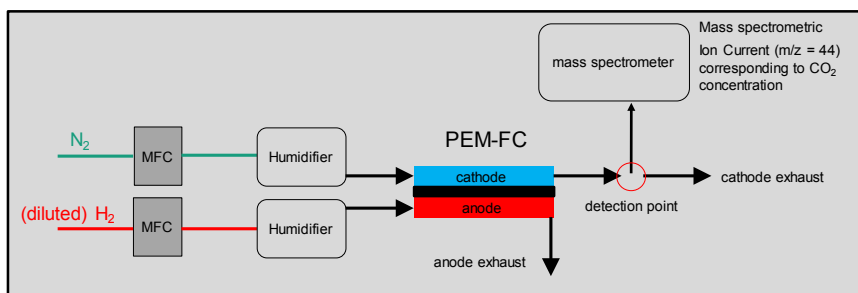 Mass spectrometric
Ion Current (m/z = 44)
corresponding to CO₂
concentration
mass spectrometer
N₂
MFC
Humidifier
PEM-FC
cathode
cathode exhaust
(diluted) H₂
MFC
Humidifier
anode
detection point
anode exhaust